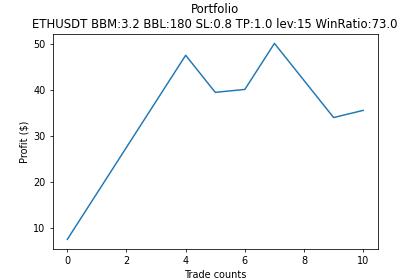 Portfolio
ETHUSDT BBM:3.2 BBL:180 SL:0.8 TP:1.0 lev:15 WinRatio:73.0
50
40
30
20
10
Profit ($)
0 2 4 6 8 10
Trade counts